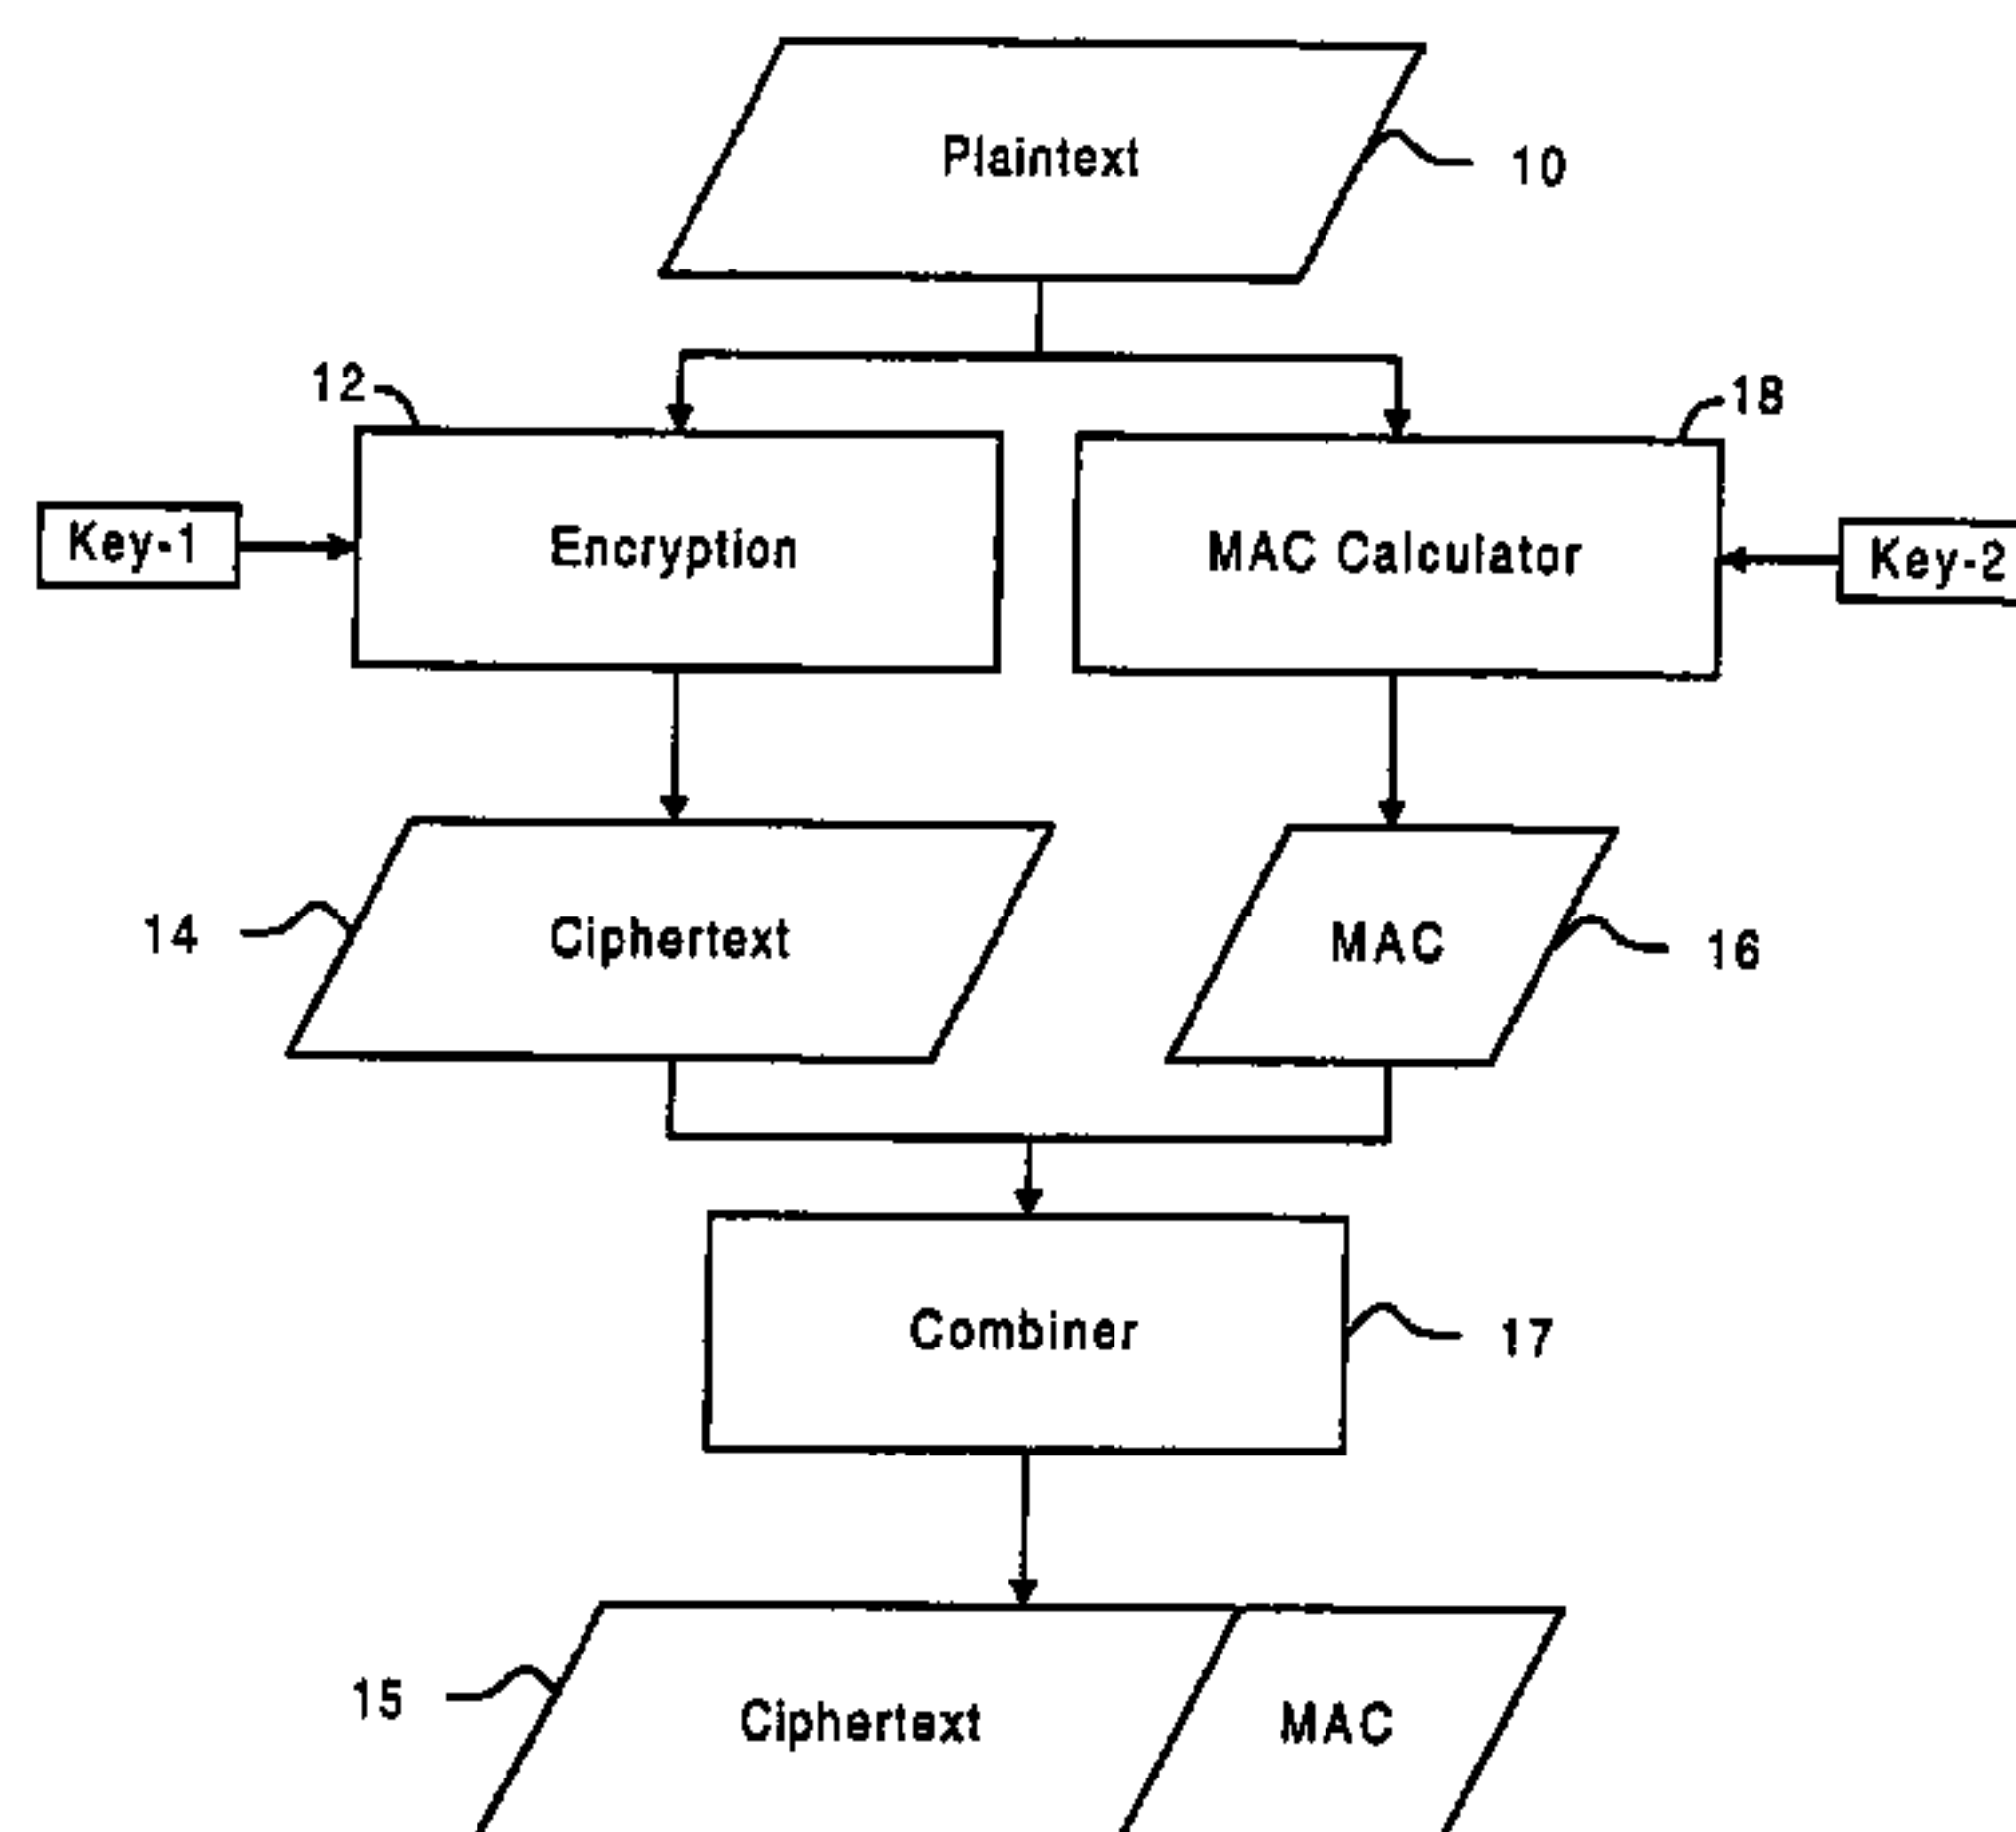 Plaintext
10
12
18
Key-1
Encryption
MAC Calculator
Key-2
14
Ciphertext
MAC
16
Combiner
17
15
Ciphertext
MAC